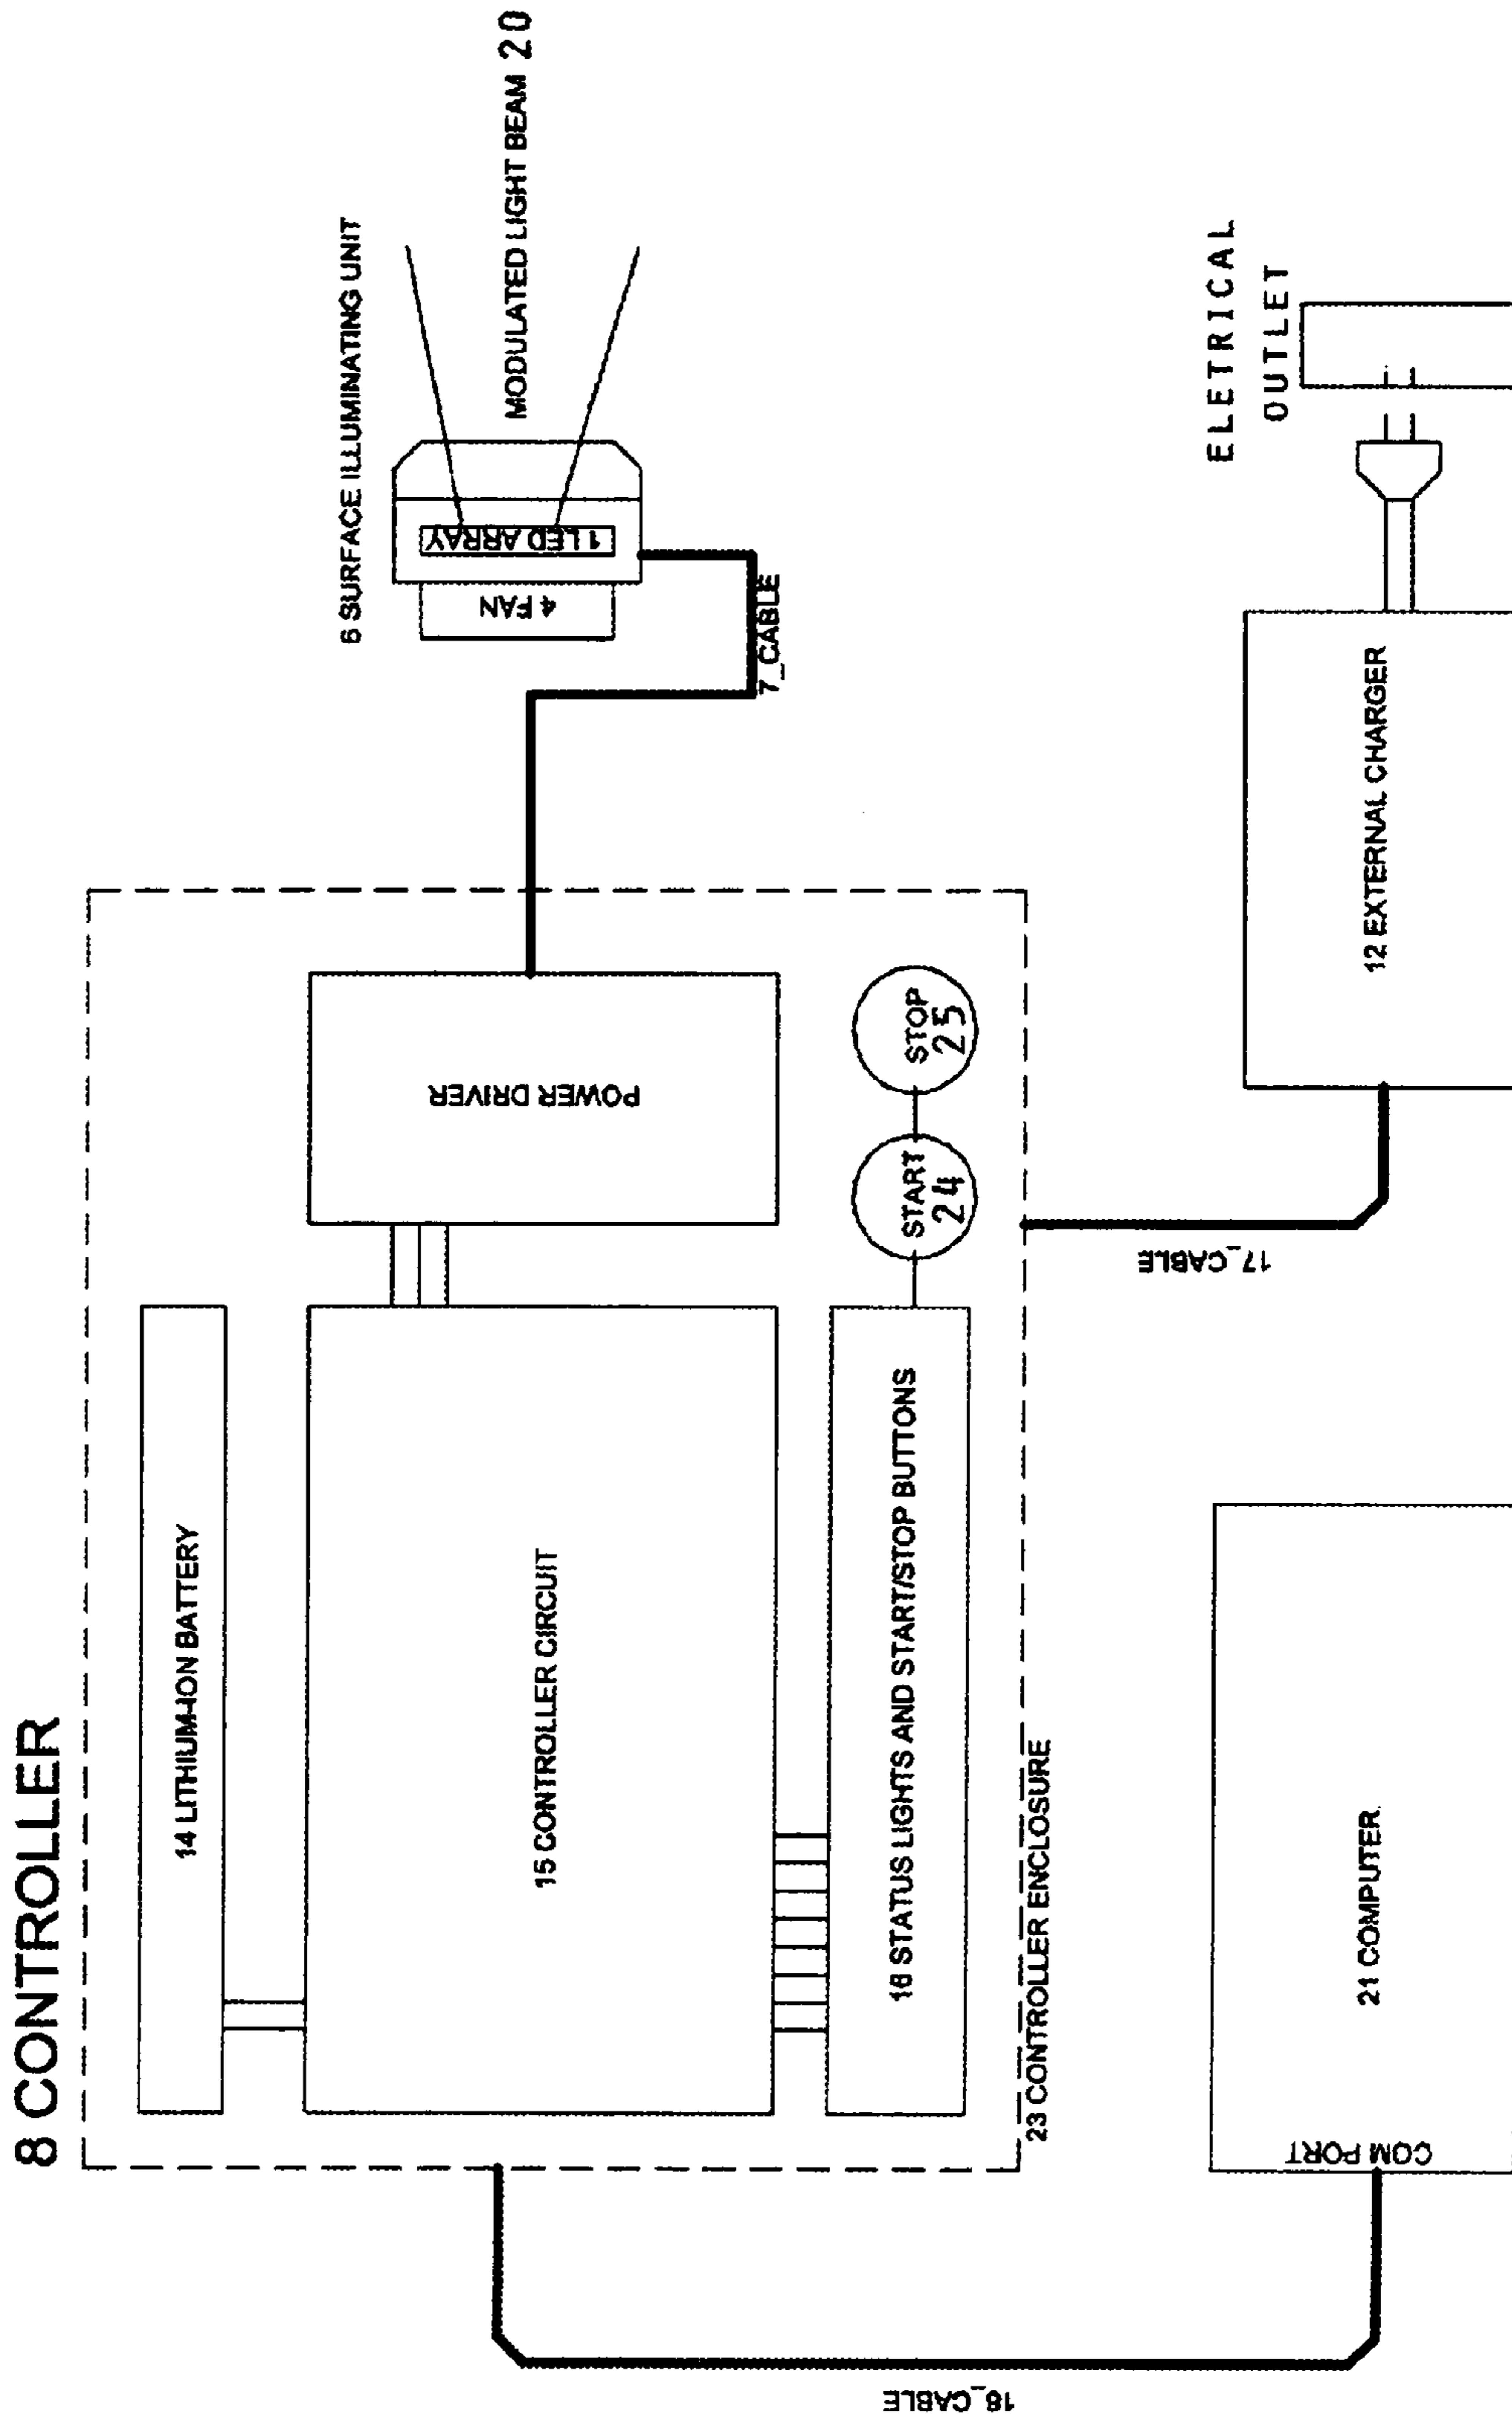 8 CONTROLLER
14 LITHIUM-ION BATTERY
15 CONTROLLER CIRCUIT
POWER DRIVER
16 STATUS LIGHTS AND START/STOP BUTTONS
START
24
STOP
25
23 CONTROLLER ENCLOSURE
6 SURFACE ILLUMINATING UNIT
4 FAN
1 LED ARRAY
MODULATED LIGHT BEAM 20
7_CABLE
18_CABLE
17_CABLE
COM PORT
21 COMPUTER
12 EXTERNAL CHARGER
ELETRICAL
OUTLET